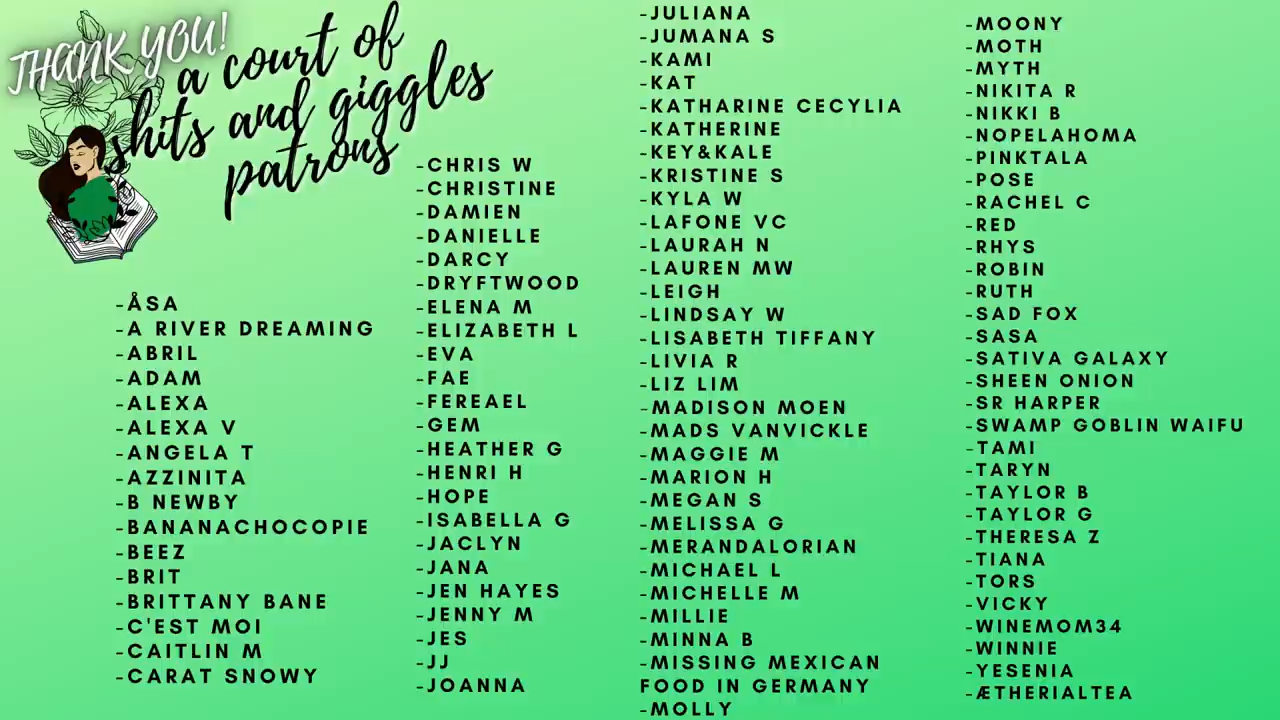 THANK YOU!
a court of
shits and giggles
patrons
-ÅSA
-A RIVER DREAMING
-ABRIL
-ADAM
-ALEXA
-ALEXA V
-ANGELA T
-AZZINITA
-B NEWBY
-BANANACHOCOPIE
-BEEZ
-BRIT
-BRITTANY BANE
-C'EST MOI
-CAITLIN M
-CARAT SNOWY
-CHRIS W
-CHRISTINE
-DAMIEN
-DANIELLE
-DARCY
-DRYFTWOOD
-ELENA M
-ELIZABETH L
-EVA
-FAE
-FEREAEL
-GEM
-HEATHER G
-HENRI H
-HOPE
-ISABELLA G
-JACLYN
-JANA
-JEN HAYES
-JENNY M
-JES
-JJ
-JOANNA
-JULIANA
-JUMANA S
-KAMI
-KAT
-KATHARINE CECYLIA
-KATHERINE
-KEY&KALE
-KRISTINE S
-KYLA W
-LAFONE VC
-LAURAH N
-LAUREN MW
-LEIGH
-LINDSAY W
-LISABETH TIFFANY
-LIVIA R
-LIZ LIM
-MADISON MOEN
-MADS VANVICKLE
-MAGGIE M
-MARION H
-MEGAN S
-MELISSA G
-MERANDALORIAN
-MICHAEL L
-MICHELLE M
-MILLIE
-MINNA B
-MISSING MEXICAN
FOOD IN GERMANY
-MOLLY
-MOONY
-MOTH
-MYTH
-NIKITA R
-NIKKI B
-NOPELAHOMA
-PINKTALA
-POSE
-RACHEL C
-RED
-RHYS
-ROBIN
-RUTH
-SAD FOX
-SASA
-SATIVA GALAXY
-SHEEN ONION
-SR HARPER
-SWAMP GOBLIN WAIFU
-TAMI
-TARYN
-TAYLOR B
-TAYLOR G
-THERESA Z
-TIANA
-TORS
-VICKY
-WINEMOM34
-WINNIE
-YESENIA
-ÆTHERIALTEA